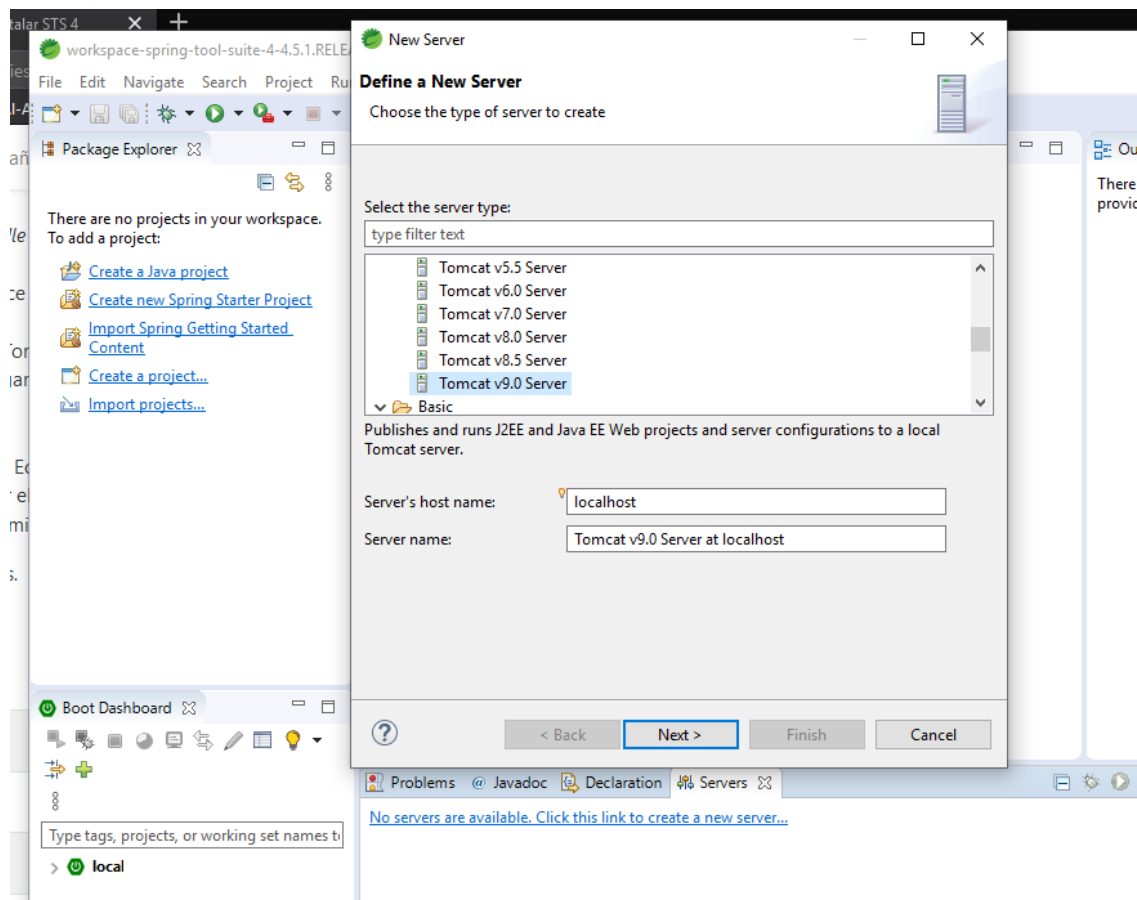 talar STS 4
workspace-spring-tool-suite-4-4.5.1.RELEA
File Edit Navigate Search Project Ru
Package Explorer
There are no projects in your workspace.
To add a project:
Create a Java project
Create new Spring Starter Project
Import Spring Getting Started
Content
Create a project...
Import projects...
Boot Dashboard
Type tags, projects, or working set names to
local
New Server
Define a New Server
Choose the type of server to create
Select the server type:
type filter text
Tomcat v5.5 Server
Tomcat v6.0 Server
Tomcat v7.0 Server
Tomcat v8.0 Server
Tomcat v8.5 Server
Tomcat v9.0 Server
Basic
Publishes and runs J2EE and Java EE Web projects and server configurations to a local
Tomcat server.
Server's host name:
localhost
Server name:
Tomcat v9.0 Server at localhost
?
< Back
Next >
Finish
Cancel
Problems @ Javadoc Declaration Servers
No servers are available. Click this link to create a new server...
Ou
There
provid